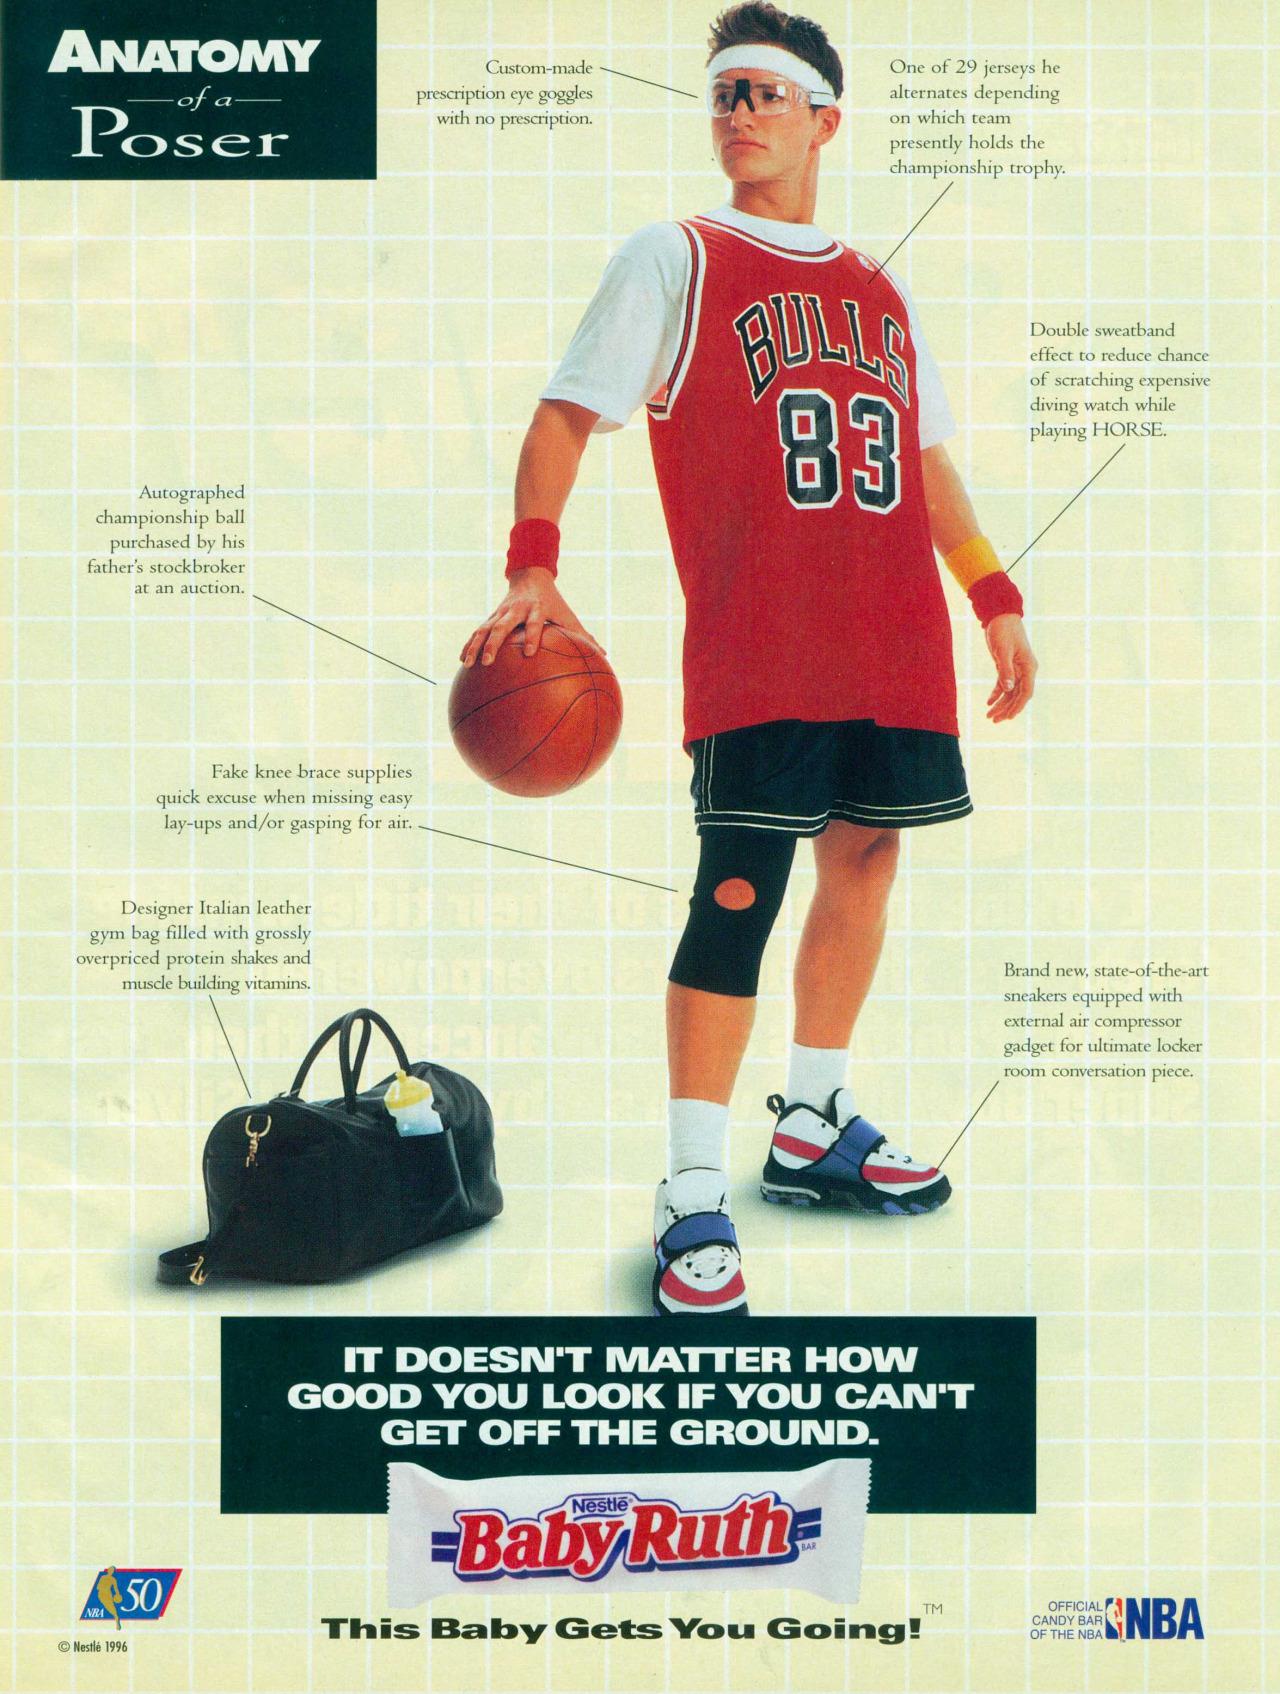 ANATOMY
of a
Poser
Custom-made
prescription eye goggles
with no prescription.
One of 29 jerseys he
alternates depending
on which team
presently holds the
championship trophy.
BULLS
83
Double sweatband
effect to reduce chance
of scratching expensive
diving watch while
playing HORSE.
Autographed
championship ball
purchased by his
father's stockbroker
at an auction.
Fake knee brace supplies
quick excuse when missing easy
lay-ups and/or gasping for air.
Designer Italian leather
gym bag filled with grossly
overpriced protein shakes and
muscle building vitamins.
Brand new, state-of-the-art
sneakers equipped with
external air compressor
gadget for ultimate locker
room conversation piece.
IT DOESN'T MATTER HOW
GOOD YOU LOOK IF YOU CAN'T
GET OFF THE GROUND.
Nestlé®
Baby Ruth®
BAR
This Baby Gets You Going!™
NBA 50
© Nestlé 1996
OFFICIAL
CANDY BAR
OF THE NBA
NBA